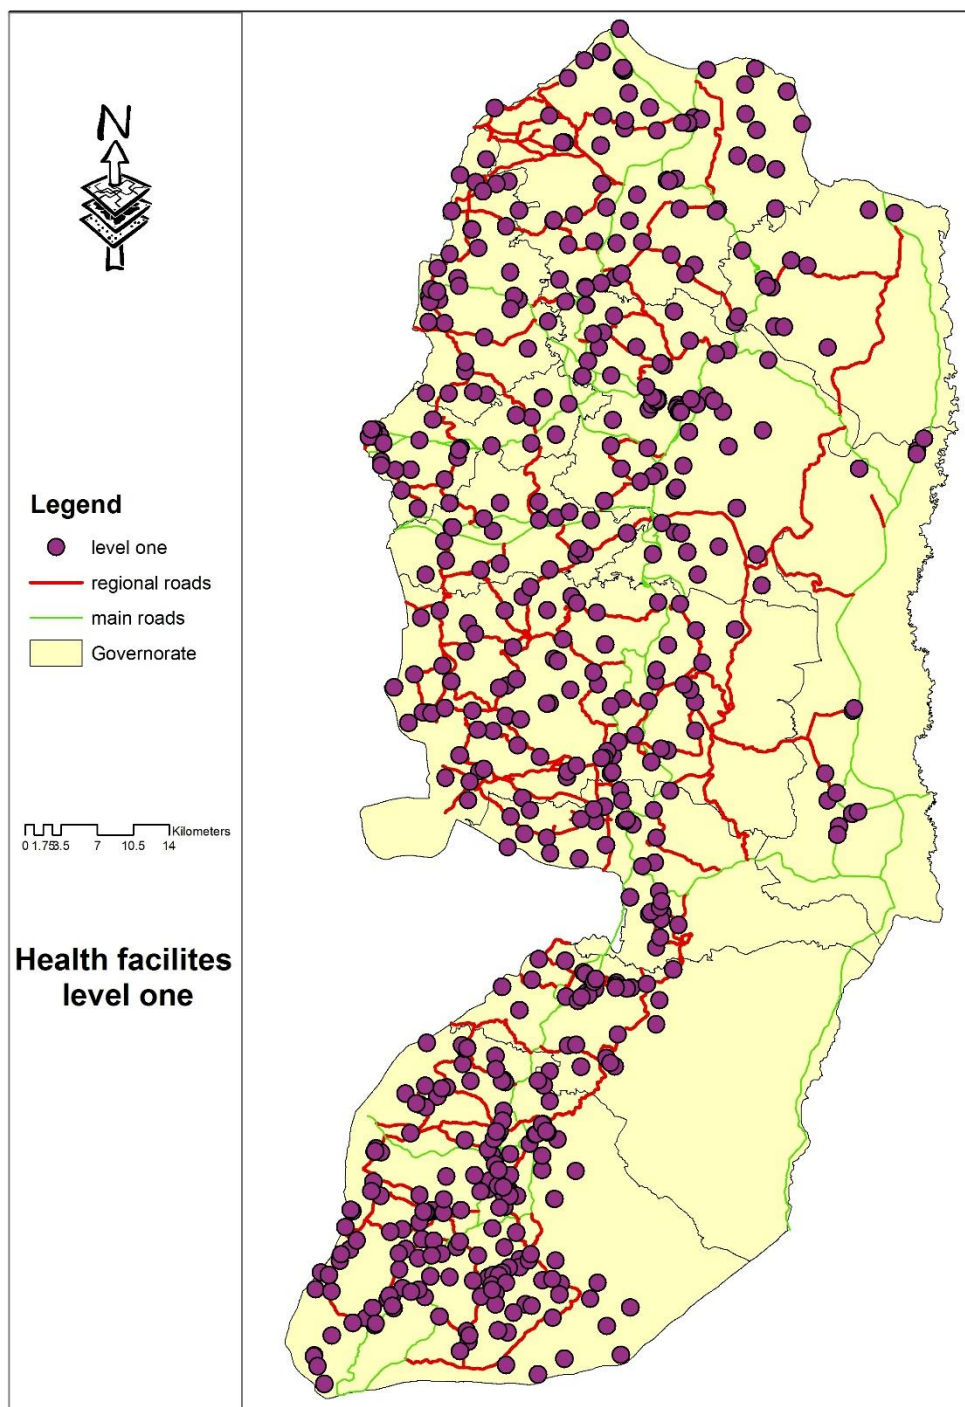 N
Legend
level one
regional roads
main roads
Governorate
Kilometers
0 1.75 3.5 7 10.5 14
Health facilites
level one